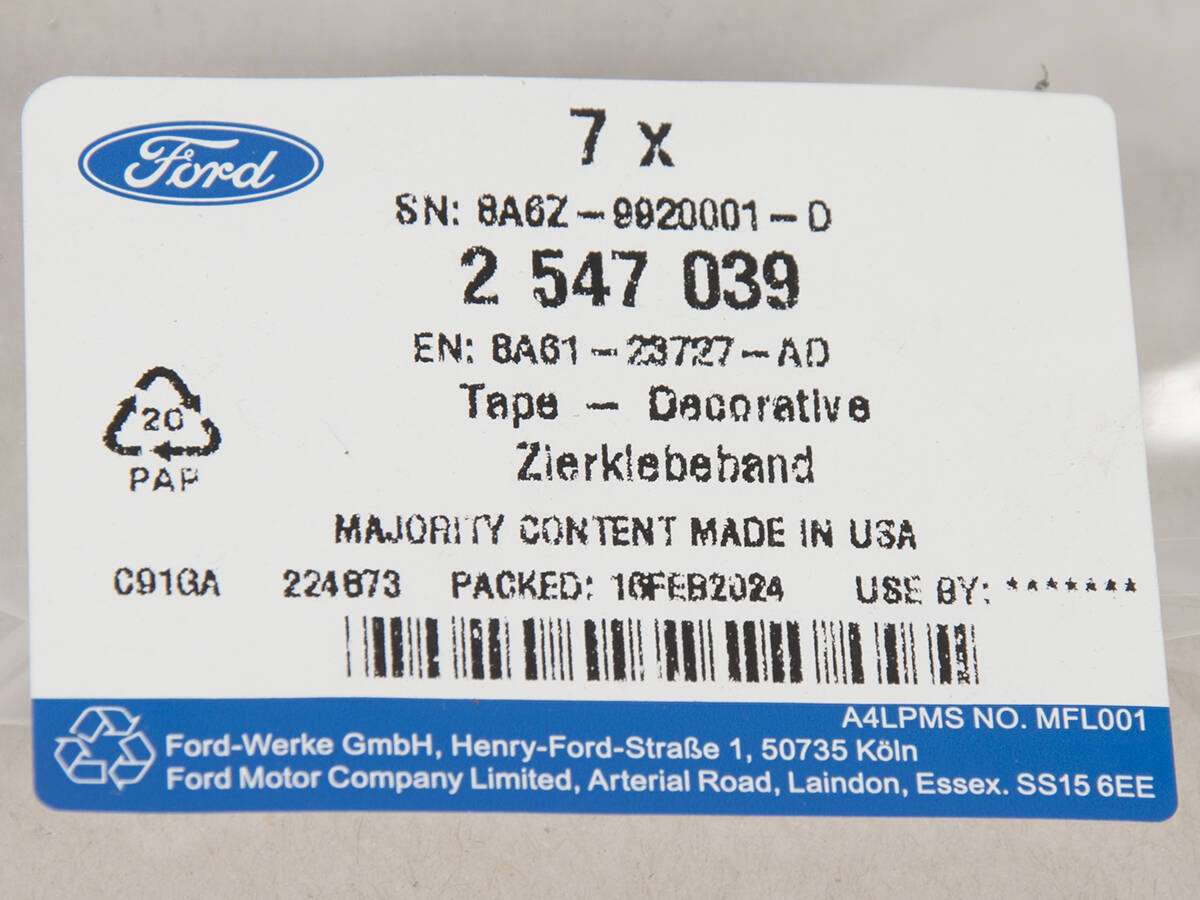 Ford
7 x
SN: 8A6Z-9920001-D
2 547 039
EN: 8A61-23727-AD
Tape - Decorative
Zierklebeband
20
PAP
MAJORITY CONTENT MADE IN USA
C91GA 224673 PACKED: 16FEB2024 USE BY: *******
A4LPMS NO. MFL001
Ford-Werke GmbH, Henry-Ford-Straße 1, 50735 Köln
Ford Motor Company Limited, Arterial Road, Laindon, Essex. SS15 6EE